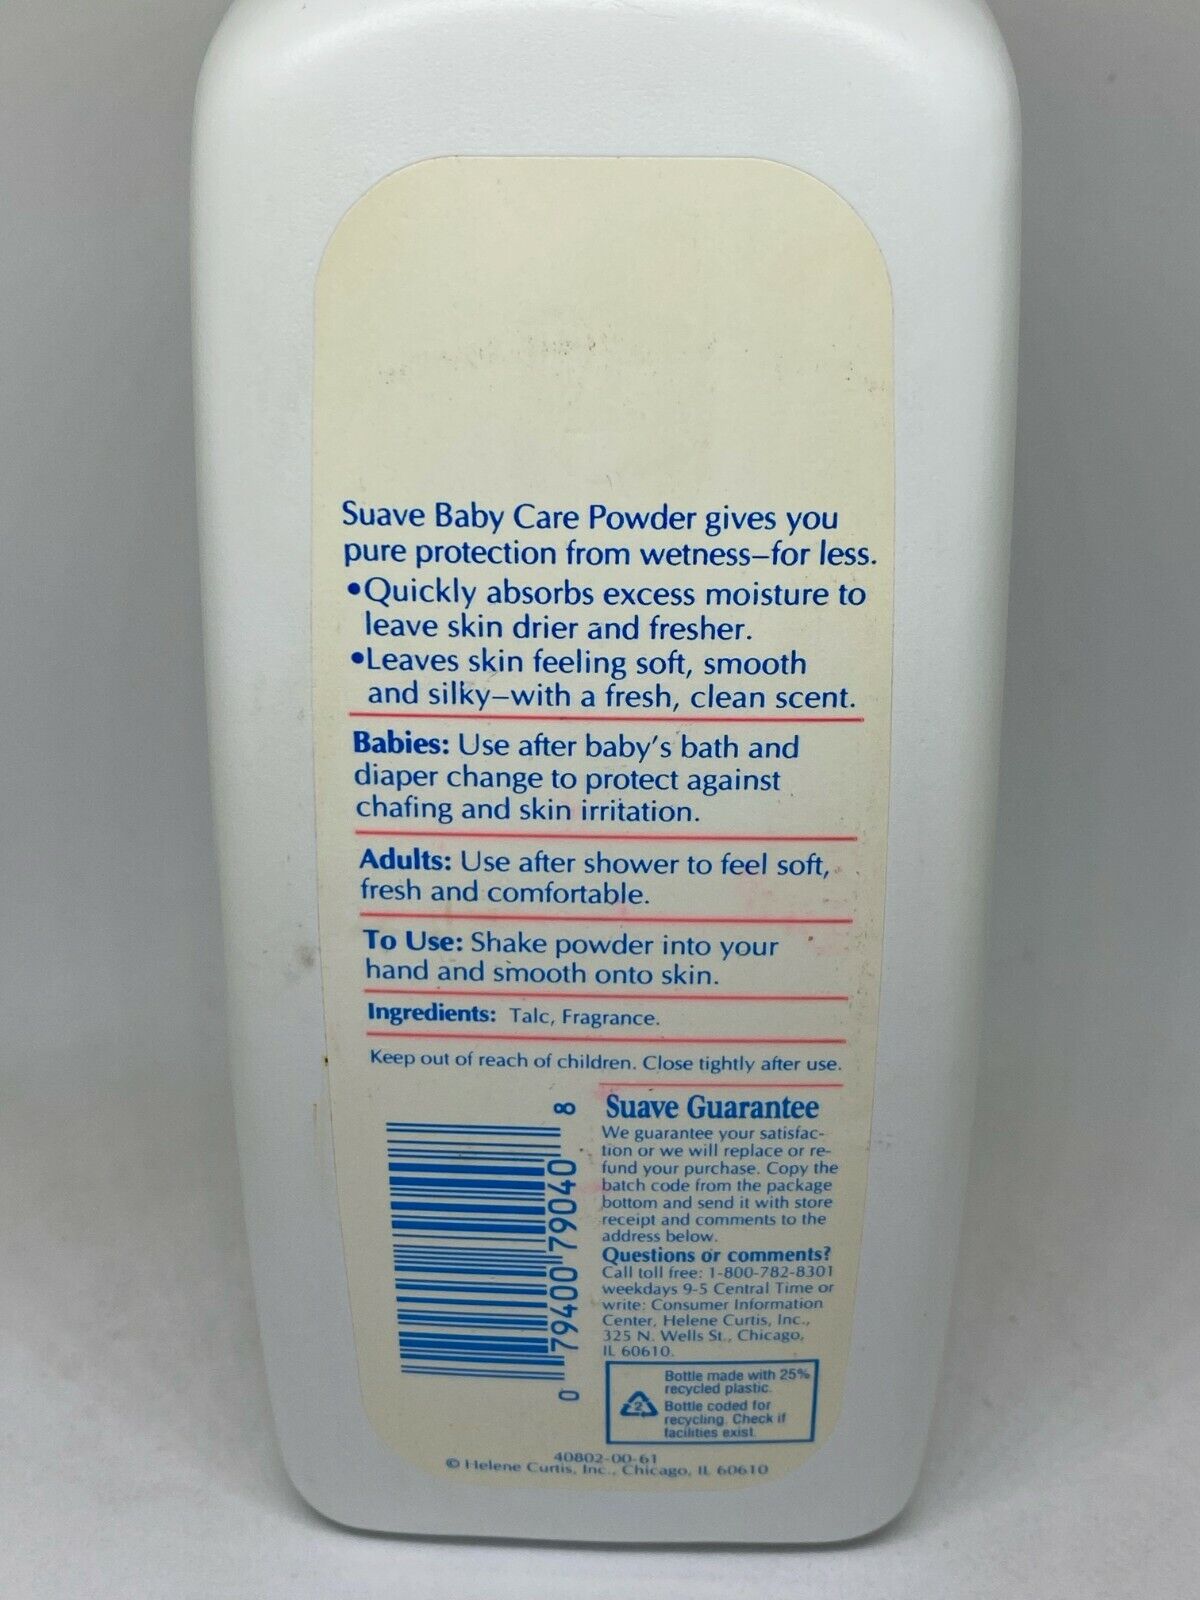 Suave Baby Care Powder gives you
pure protection from wetness–for less.
•Quickly absorbs excess moisture to
leave skin drier and fresher.
•Leaves skin feeling soft, smooth
and silky–with a fresh, clean scent.
Babies: Use after baby's bath and
diaper change to protect against
chafing and skin irritation.
Adults: Use after shower to feel soft,
fresh and comfortable.
To Use: Shake powder into your
hand and smooth onto skin.
Ingredients: Talc, Fragrance.
Keep out of reach of children. Close tightly after use.
0 79400 79040 8
Suave Guarantee
We guarantee your satisfac-
tion or we will replace or re-
fund your purchase. Copy the
batch code from the package
bottom and send it with store
receipt and comments to the
address below.
Questions or comments?
Call toll free: 1-800-782-8301
weekdays 9-5 Central Time or
write: Consumer Information
Center, Helene Curtis, Inc.,
325 N. Wells St., Chicago,
IL 60610.
2
Bottle made with 25%
recycled plastic.
Bottle coded for
recycling. Check if
facilities exist.
40802-00-61
© Helene Curtis, Inc., Chicago, IL 60610